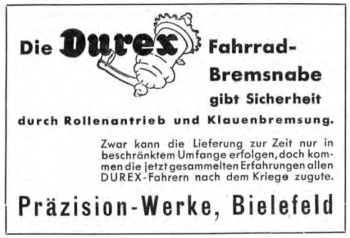 Die Durex Fahrrad-
Bremsnabe
gibt Sicherheit
durch Rollenantrieb und Klauenbremsung.
Zwar kann die Lieferung zur Zeit nur in
beschränktem Umfange erfolgen, doch kom-
men die jetzt gesammelten Erfahrungen allen
DUREX-Fahrern nach dem Kriege zugute.
Präzision-Werke, Bielefeld